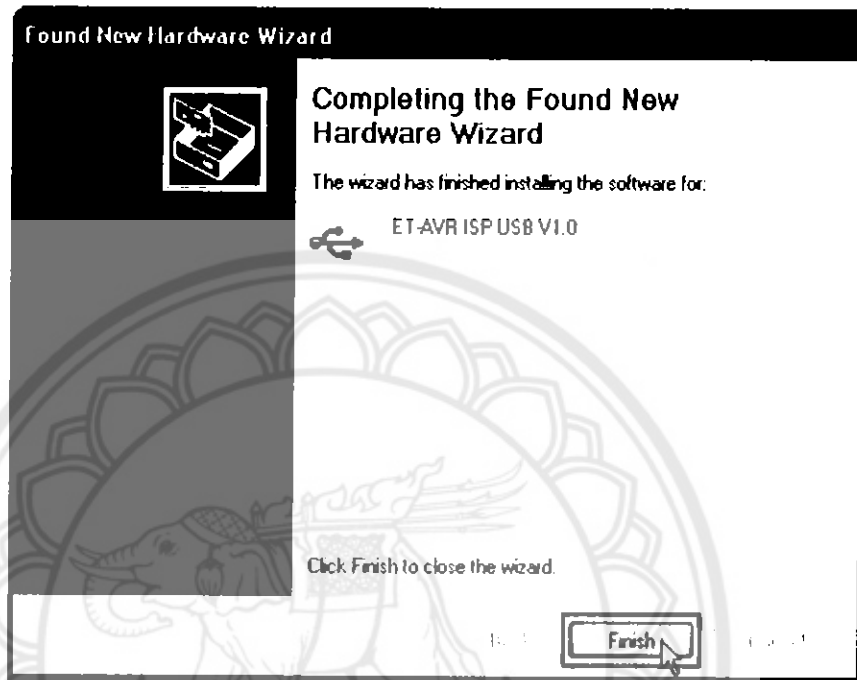 Found New Hardware Wizard
Completing the Found New
Hardware Wizard
The wizard has finished installing the software for:
ET-AVR ISP USB V1.0
Click Finish to close the wizard.
Finish